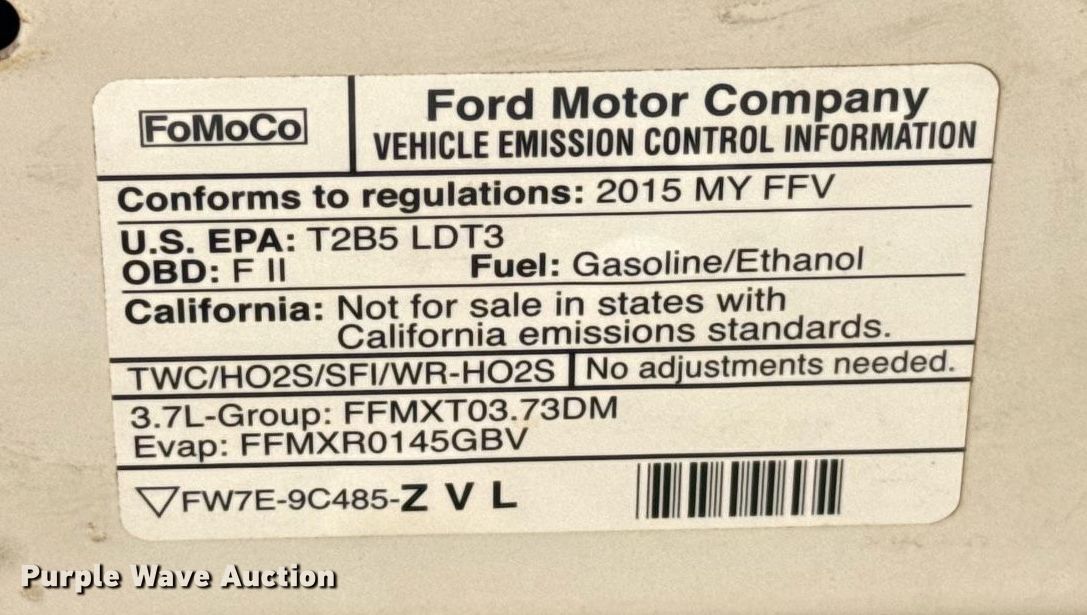 FoMoCo
Ford Motor Company
VEHICLE EMISSION CONTROL INFORMATION
Conforms to regulations: 2015 MY FFV
U.S. EPA: T2B5 LDT3
OBD: F II Fuel: Gasoline/Ethanol
California: Not for sale in states with
California emissions standards.
TWC/HO2S/SFI/WR-HO2S No adjustments needed.
3.7L-Group: FFMXT03.73DM
Evap: FFMXR0145GBV
▽FW7E-9C485-Z V L
Purple Wave Auction